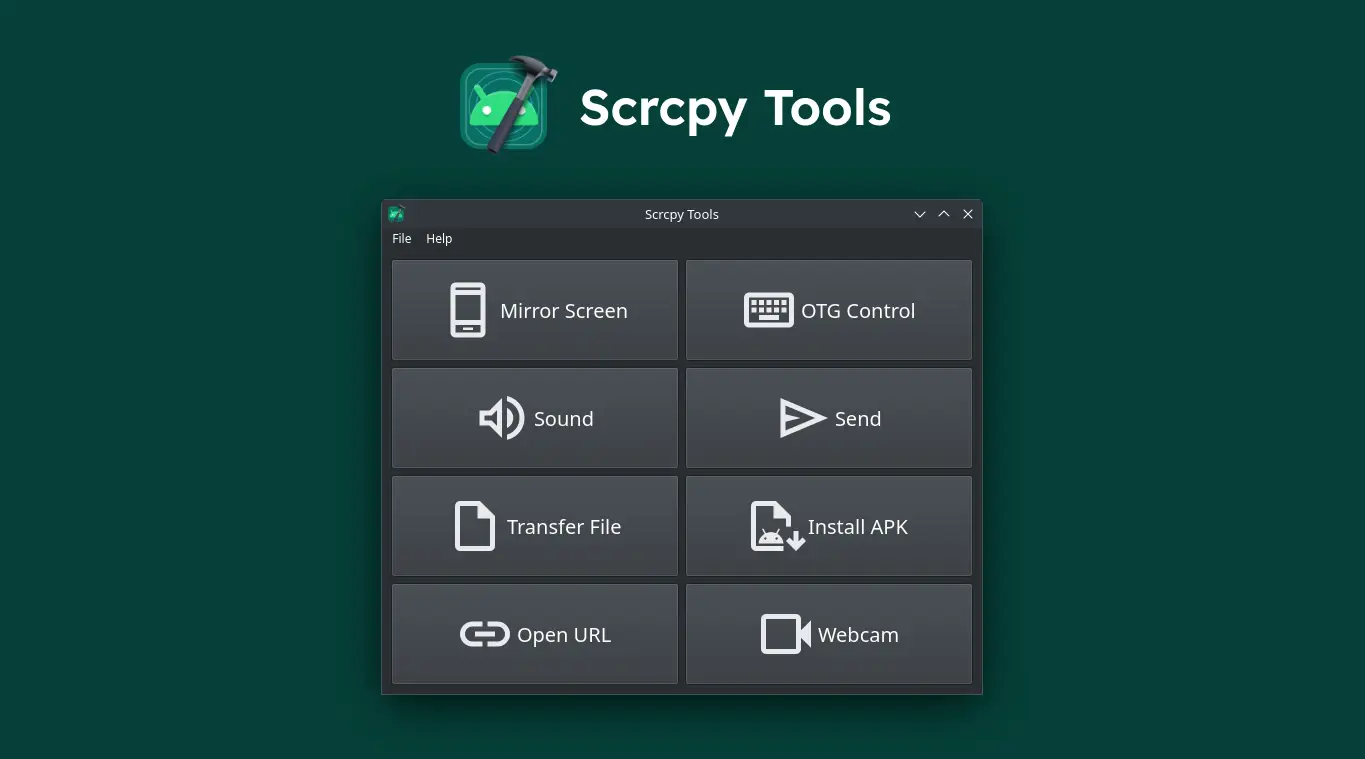 Scrcpy Tools
Scrcpy Tools
File Help
Mirror Screen
OTG Control
Sound
Send
Transfer File
Install APK
Open URL
Webcam